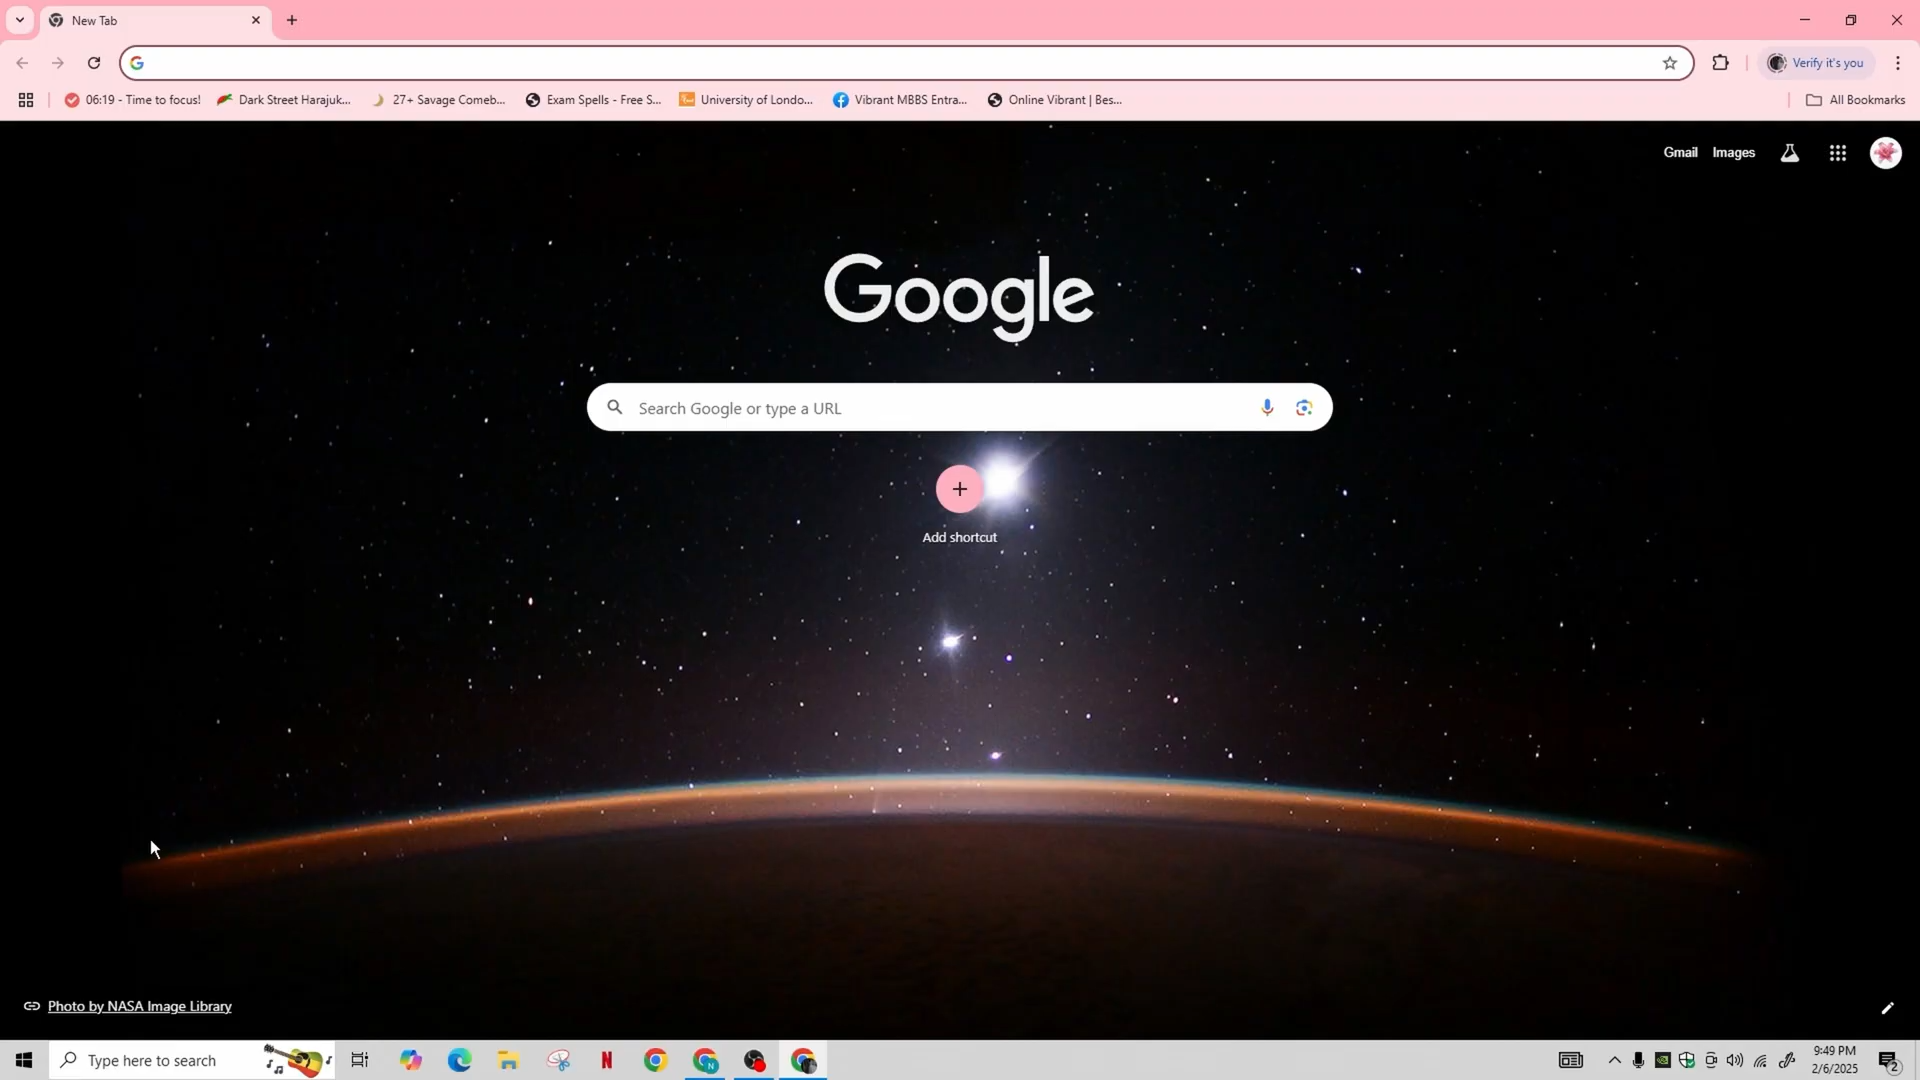 New Tab
Verify it's you
06:19 - Time to focus!
Dark Street Harajuk...
27+ Savage Comeb...
Exam Spells - Free S...
University of Londo...
Vibrant MBBS Entra...
Online Vibrant | Bes...
All Bookmarks
Gmail
Images
Google
Search Google or type a URL
Add shortcut
Photo by NASA Image Library
Type here to search
N
N
9:49 PM
2/6/2025
2